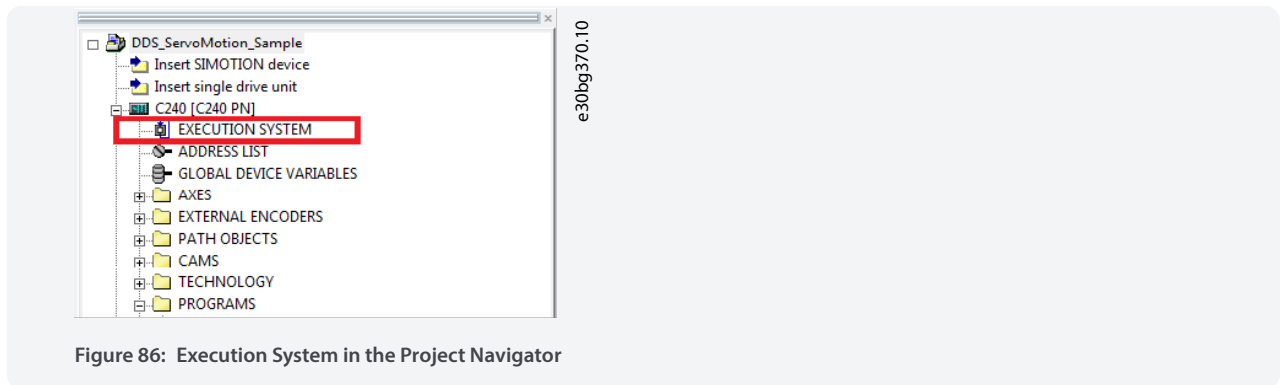 DDS_ServoMotion_Sample
Insert SIMOTION device
Insert single drive unit
C240 [C240 PN]
EXECUTION SYSTEM
ADDRESS LIST
GLOBAL DEVICE VARIABLES
AXES
EXTERNAL ENCODERS
PATH OBJECTS
CAMS
TECHNOLOGY
PROGRAMS
e30bg370.10
Figure 86: Execution System in the Project Navigator